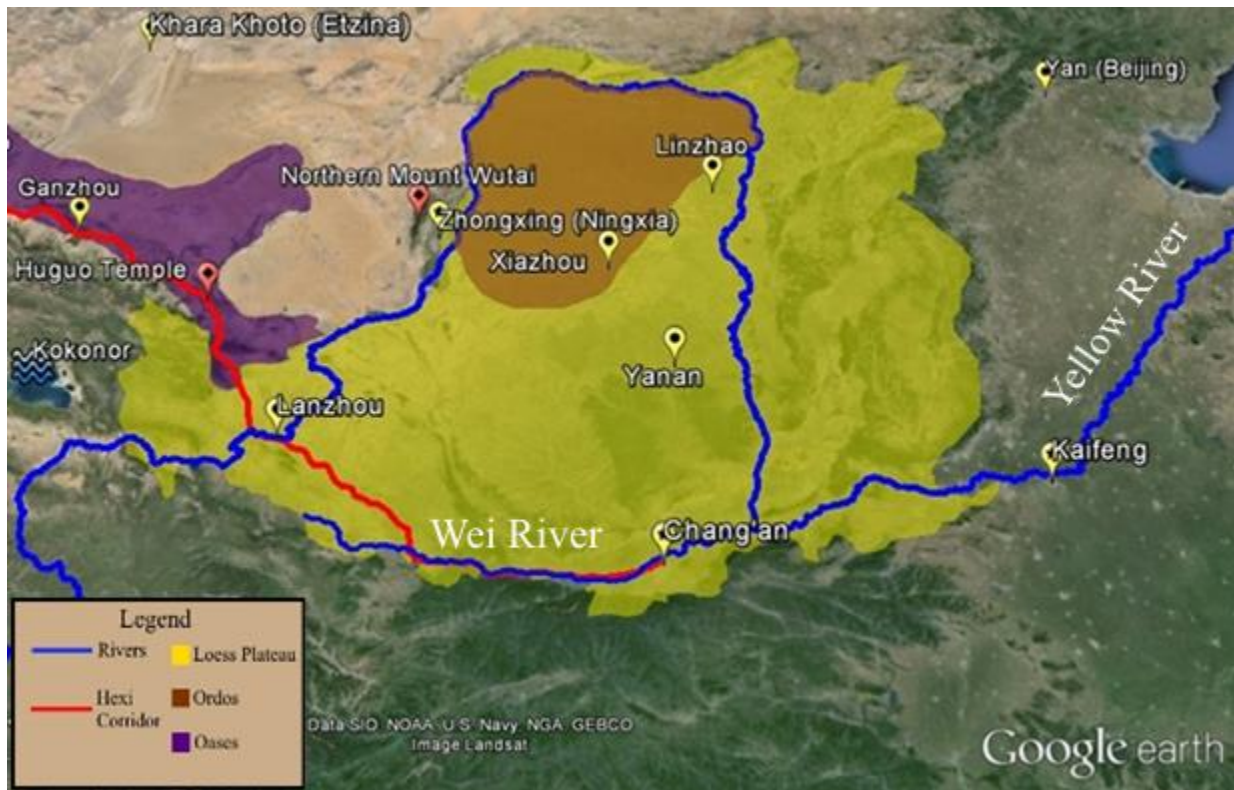 Khara Khoto (Etzina)
Yan (Beijing)
Linzhao
Northern Mount Wutai
Ganzhou
Zhongxing (Ningxia)
Xiazhou
Huguo Temple
Yellow River
Kokonor
Yanan
Lanzhou
Kaifeng
Wei River
Chang'an
Legend
Rivers
Loess Plateau
Hexi
Corridor
Ordos
Oases
Data SIO, NOAA, U.S. Navy, NGA, GEBCO
Image Landsat
Google earth